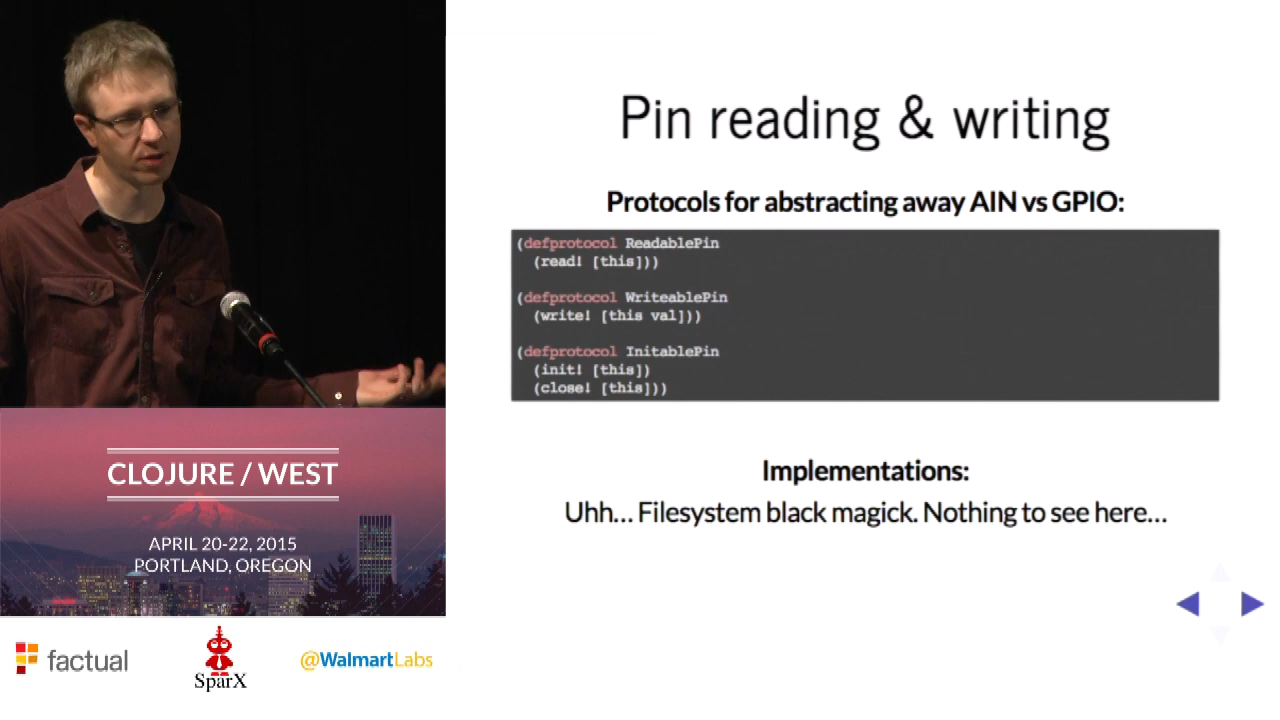 Pin reading & writing
Protocols for abstracting away AIN vs GPIO:
(defprotocol ReadablePin
(read! [this]))
(defprotocol WriteablePin
(write! [this val]))
(defprotocol InitablePin
(init! [this])
(close! [this]))
Implementations:
Uhh... Filesystem black magick. Nothing to see here...
CLOJURE / WEST
APRIL 20-22, 2015
PORTLAND, OREGON
factual
SparX
@WalmartLabs